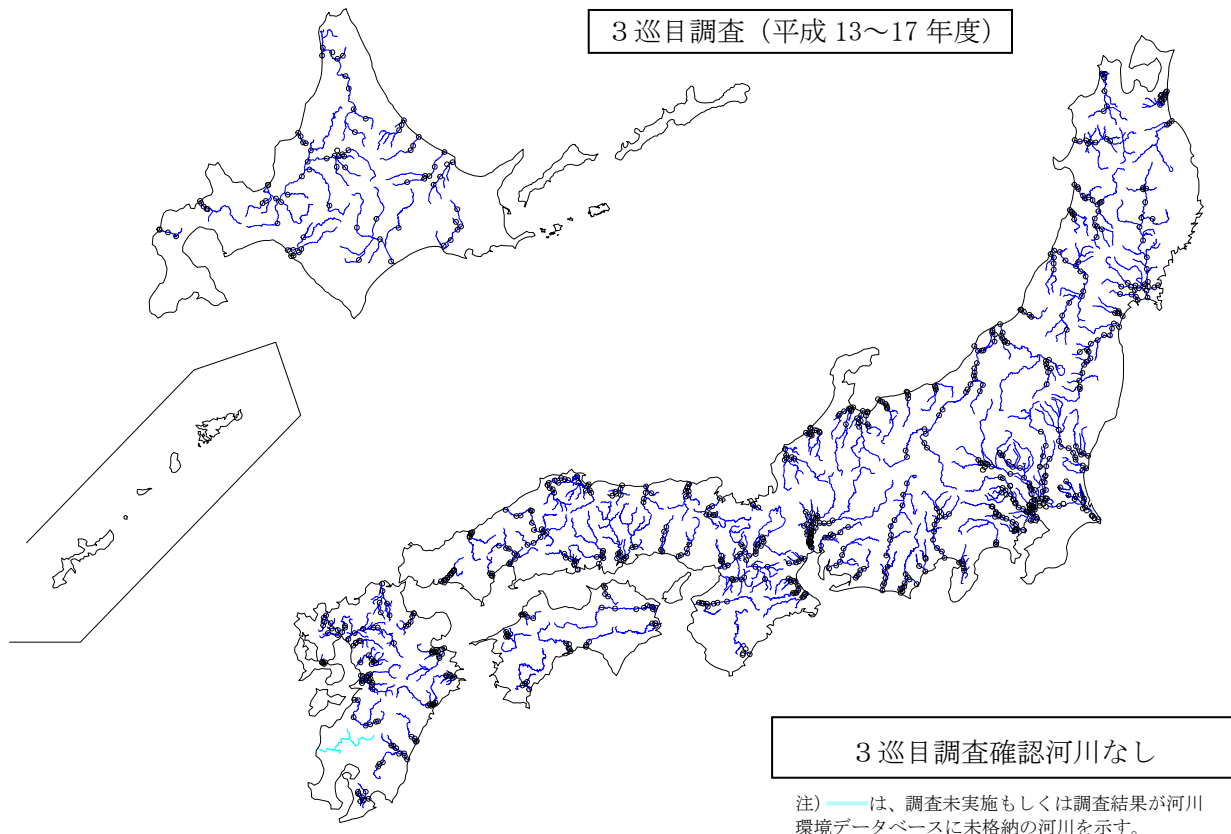 ３巡目調査（平成 13～17 年度）
３巡目調査確認河川なし
注）　　は、調査未実施もしくは調査結果が河川
環境データベースに未格納の河川を示す。